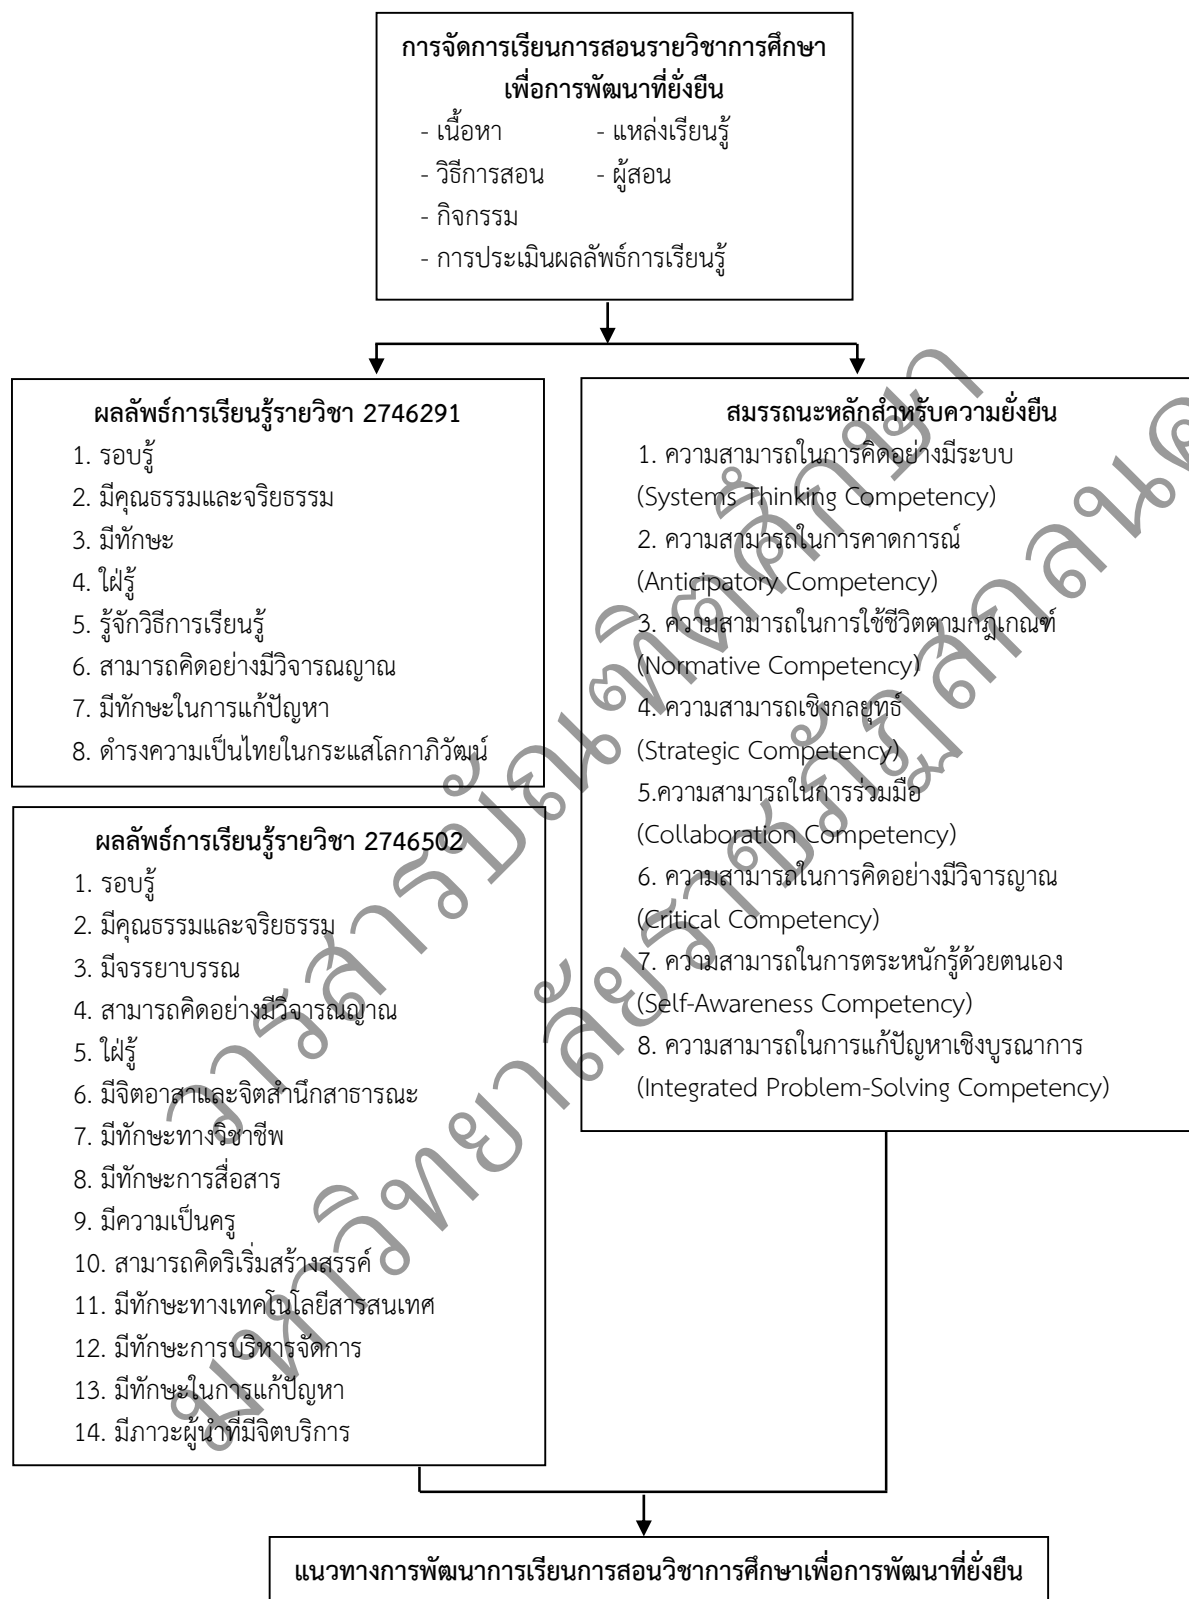 การจัดการเรียนการสอนรายวิชาการศึกษา
เพื่อการพัฒนาที่ยั่งยืน
- เนื้อหา - แหล่งเรียนรู้
- วิธีการสอน - ผู้สอน
- กิจกรรม
- การประเมินผลลัพธ์การเรียนรู้
ผลลัพธ์การเรียนรู้รายวิชา 2746291
1. รอบรู้
2. มีคุณธรรมและจริยธรรม
3. มีทักษะ
4. ใฝ่รู้
5. รู้จักวิธีการเรียนรู้
6. สามารถคิดอย่างมีวิจารณญาณ
7. มีทักษะในการแก้ปัญหา
8. ดำรงความเป็นไทยในกระแสโลกาภิวัฒน์
ผลลัพธ์การเรียนรู้รายวิชา 2746502
1. รอบรู้
2. มีคุณธรรมและจริยธรรม
3. มีจรรยาบรรณ
4. สามารถคิดอย่างมีวิจารณญาณ
5. ใฝ่รู้
6. มีจิตอาสาและจิตสำนึกสาธารณะ
7. มีทักษะทางวิชาชีพ
8. มีทักษะการสื่อสาร
9. มีความเป็นครู
10. สามารถคิดริเริ่มสร้างสรรค์
11. มีทักษะทางเทคโนโลยีสารสนเทศ
12. มีทักษะการบริหารจัดการ
13. มีทักษะในการแก้ปัญหา
14. มีภาวะผู้นำที่มีจิตบริการ
สมรรถนะหลักสำหรับความยั่งยืน
1. ความสามารถในการคิดอย่างมีระบบ
(Systems Thinking Competency)
2. ความสามารถในการคาดการณ์
(Anticipatory Competency)
3. ความสามารถในการใช้ชีวิตตามกฎเกณฑ์
(Normative Competency)
4. ความสามารถเชิงกลยุทธ์
(Strategic Competency)
5.ความสามารถในการร่วมมือ
(Collaboration Competency)
6. ความสามารถในการคิดอย่างมีวิจารญาณ
(Critical Competency)
7. ความสามารถในการตระหนักรู้ด้วยตนเอง
(Self-Awareness Competency)
8. ความสามารถในการแก้ปัญหาเชิงบูรณาการ
(Integrated Problem-Solving Competency)
แนวทางการพัฒนาการเรียนการสอนวิชาการศึกษาเพื่อการพัฒนาที่ยั่งยืน
วารสารบัณฑิตศึกษา
มหาวิทยาลัยราชภัฏสกลนคร